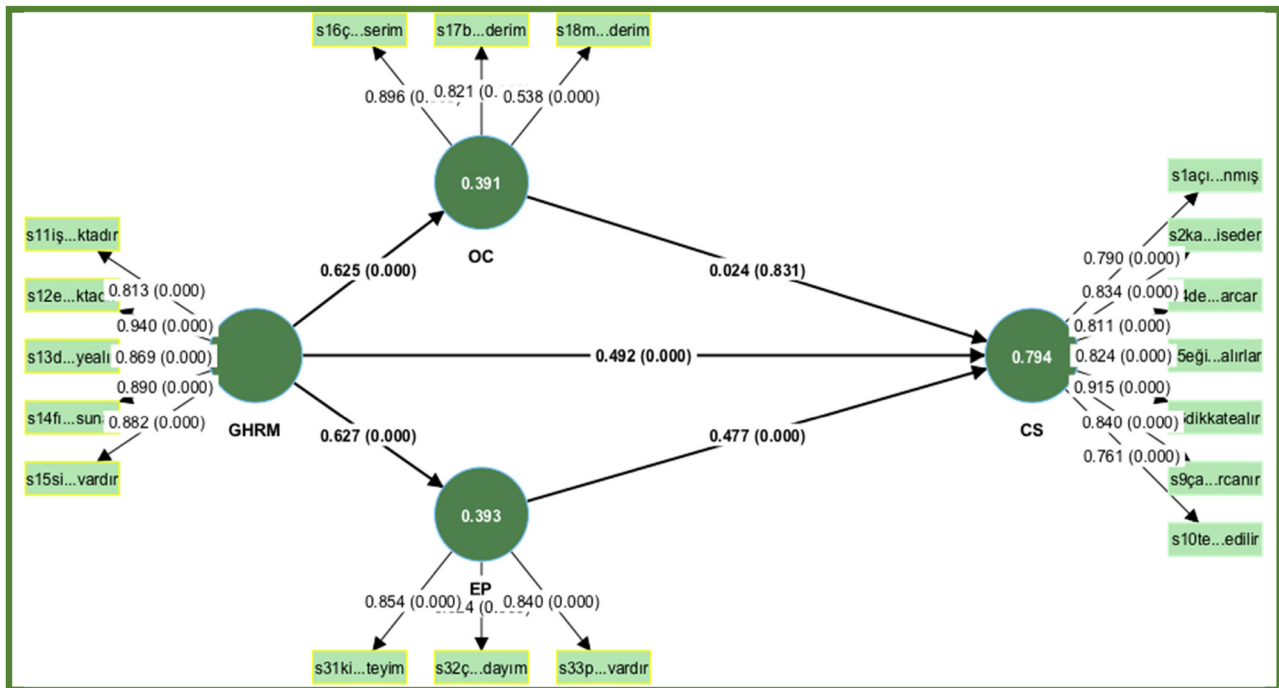 s16ç...serim
s17b...derim
s18m...derim
0.896 (0.
0.821 (0.
0.538 (0.000)
0.391
OC
s1açı...nmış
s2ka...iseder
4de...arcar
5eği...alırlar
dikkatealır
s9ça...rcanır
s10te...edilir
0.790 (0.000)
0.834 (0.000)
0.811 (0.000)
0.824 (0.000)
0.915 (0.000)
0.840 (0.000)
0.761 (0.000)
s11iş...ktadır
s12e...ktad
s13d...yealı
s14fı...sun
s15si...vardır
0.813 (0.000)
0.940 (0.000)
0.869 (0.000)
0.890 (0.000)
0.882 (0.000)
GHRM
0.625 (0.000)
0.024 (0.831)
0.492 (0.000)
0.627 (0.000)
0.477 (0.000)
0.794
CS
0.393
EP
0.854 (0.000)
0.840 (0.000)
s31ki...teyim
s32ç...dayım
s33p...vardır